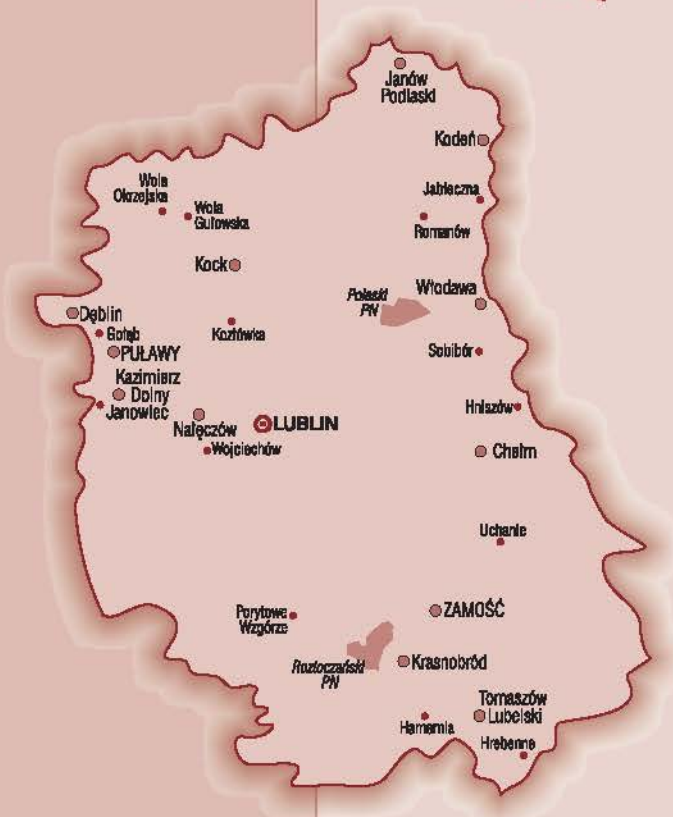 Janów
Podlaski
Kodeń
Wola
Okrzejska
Wola
Gułowska
Jabłeczna
Romanów
Kock
Poleski
PN
Włodawa
Dęblin
Gołąb
PUŁAWY
Kozłówka
Sobibór
Kazimierz
Dolny
Janowiec
Hniszów
Nałęczów
LUBLIN
Wojciechów
Chełm
Uchanie
Porytowe
Wzgórze
ZAMOŚĆ
Roztoczański
PN
Krasnobród
Tomaszów
Lubelski
Hamernia
Hrebenne